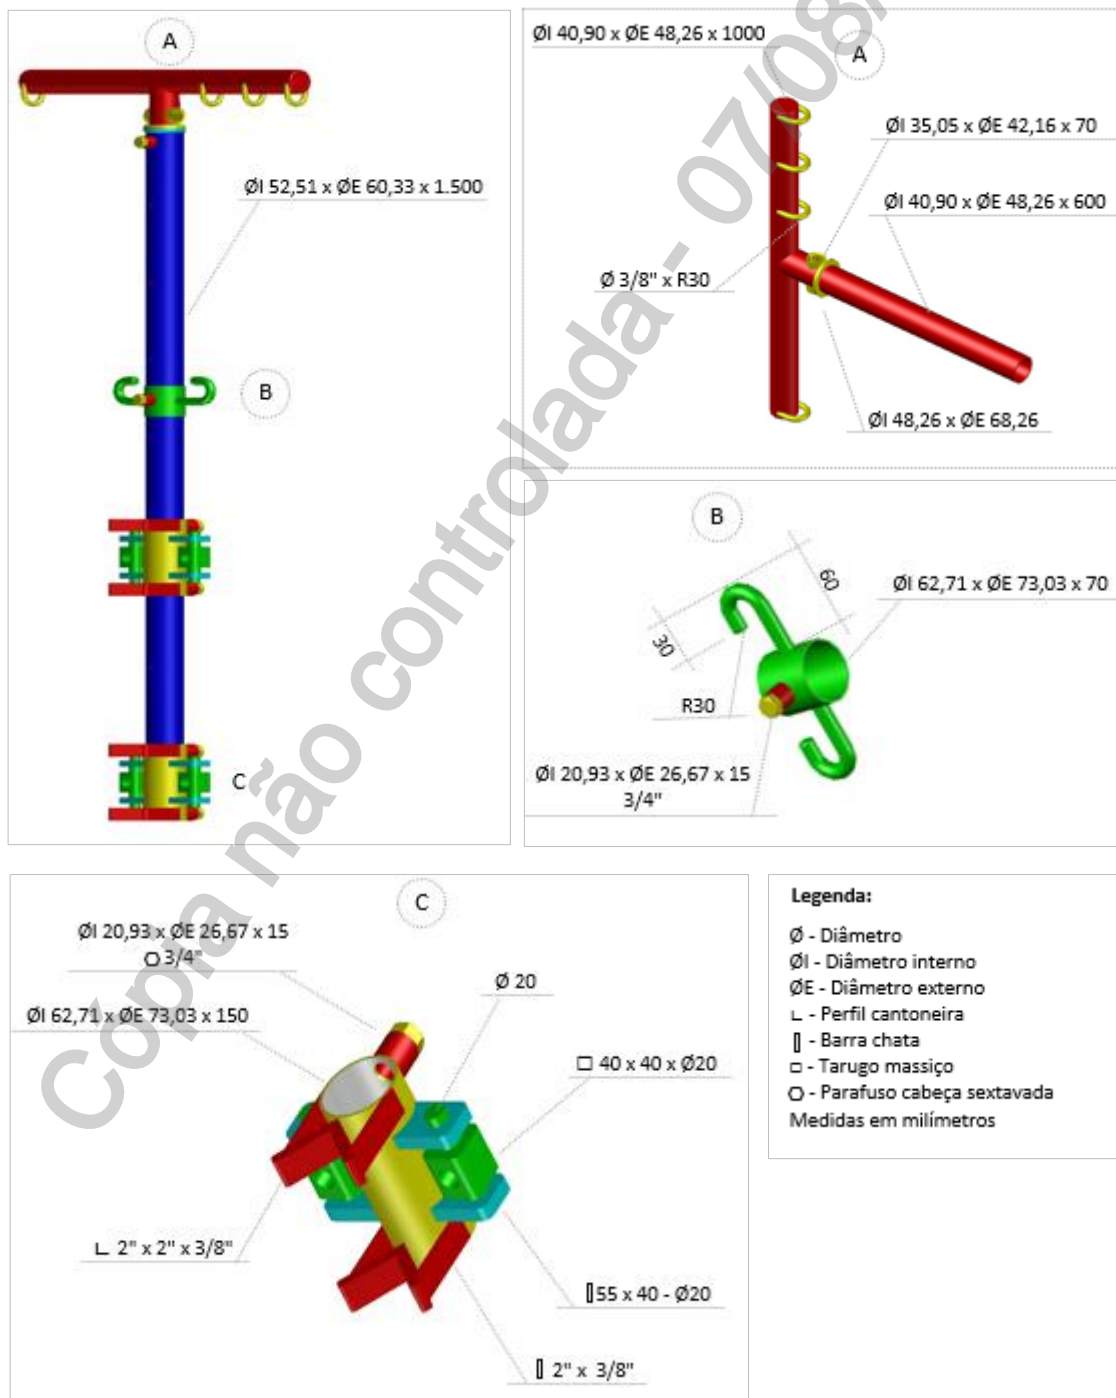 A
ØI 52,51 x ØE 60,33 x 1.500
B
C
ØI 40,90 x ØE 48,26 x 1000
A
ØI 35,05 x ØE 42,16 x 70
ØI 40,90 x ØE 48,26 x 600
Ø 3/8" x R30
ØI 48,26 x ØE 68,26
B
60
30
ØI 62,71 x ØE 73,03 x 70
R30
ØI 20,93 x ØE 26,67 x 15
3/4"
C
ØI 20,93 x ØE 26,67 x 15
3/4"
Ø 20
ØI 62,71 x ØE 73,03 x 150
40 x 40 x Ø20
∟ 2" x 2" x 3/8"
55 x 40 - Ø20
2" x 3/8"
Legenda:
Ø - Diâmetro
ØI - Diâmetro interno
ØE - Diâmetro externo
∟ - Perfil cantoneira
▯ - Barra chata
□ - Tarugo massiço
⬡ - Parafuso cabeça sextavada
Medidas em milímetros
Cópia não controlada - 07/08/